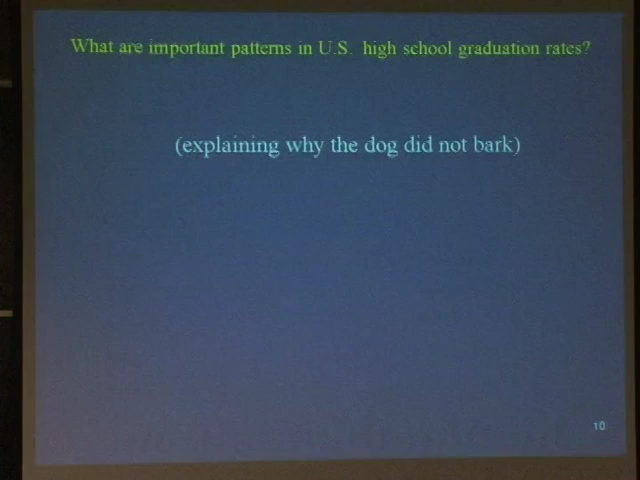 What are important patterns in U.S. high school graduation rates?
(explaining why the dog did not bark)
10